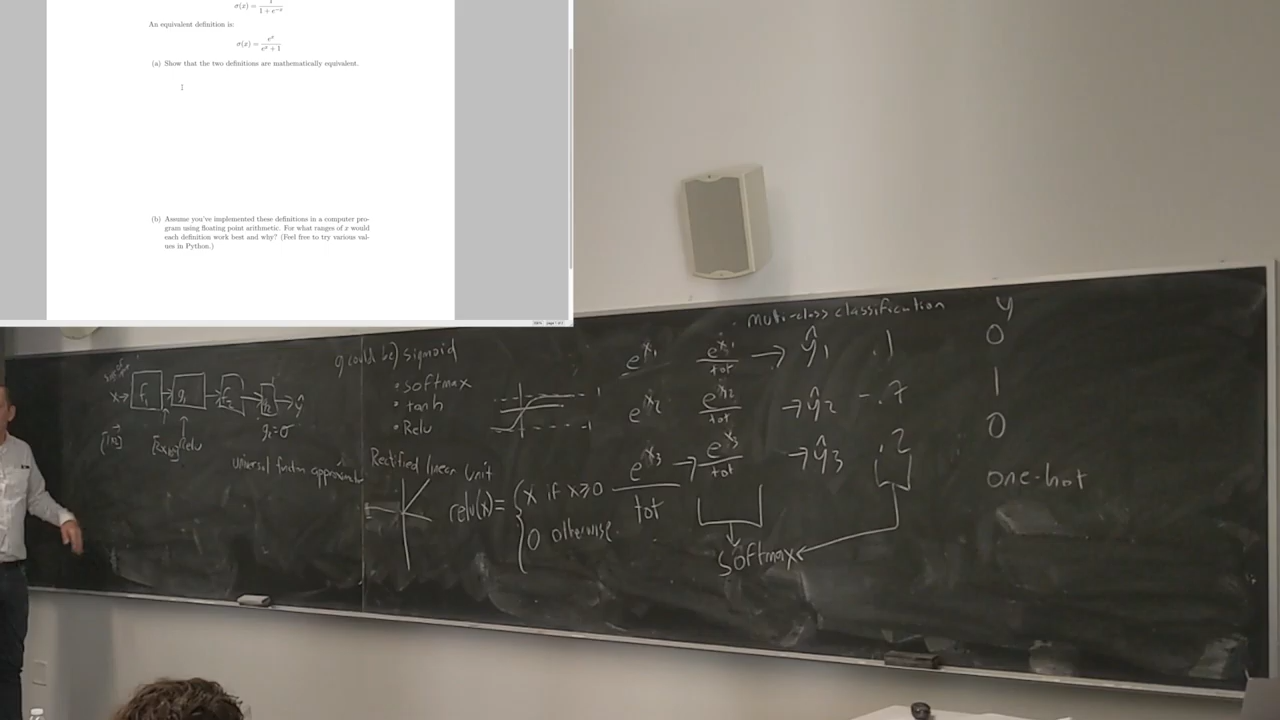 σ(x) = 1 / 1 + e^-x
An equivalent definition is:
σ(x) = e^x / e^x + 1
(a) Show that the two definitions are mathematically equivalent.
(b) Assume you've implemented these definitions in a computer pro-
gram using floating point arithmetic. For what ranges of x would
each definition work best and why? (Feel free to try various val-
ues in Python.)
multi-class classification
y
g could be) sigmoid
• softmax
• tanh
• Relu
1
-1
x → f₁ g₁ f₂ → ŷ
Relu
g₂=σ
universal function
Rectified linear unit
relu(x) = { x if x≥0
0 otherwise.
e^x₁ e^x₁/tot → ŷ₁ .1 0
e^x₂ e^x₂/tot → ŷ₂ .7 1
e^x₃ → e^x₃/tot → ŷ₃ .2 0
tot
one-hot
softmax